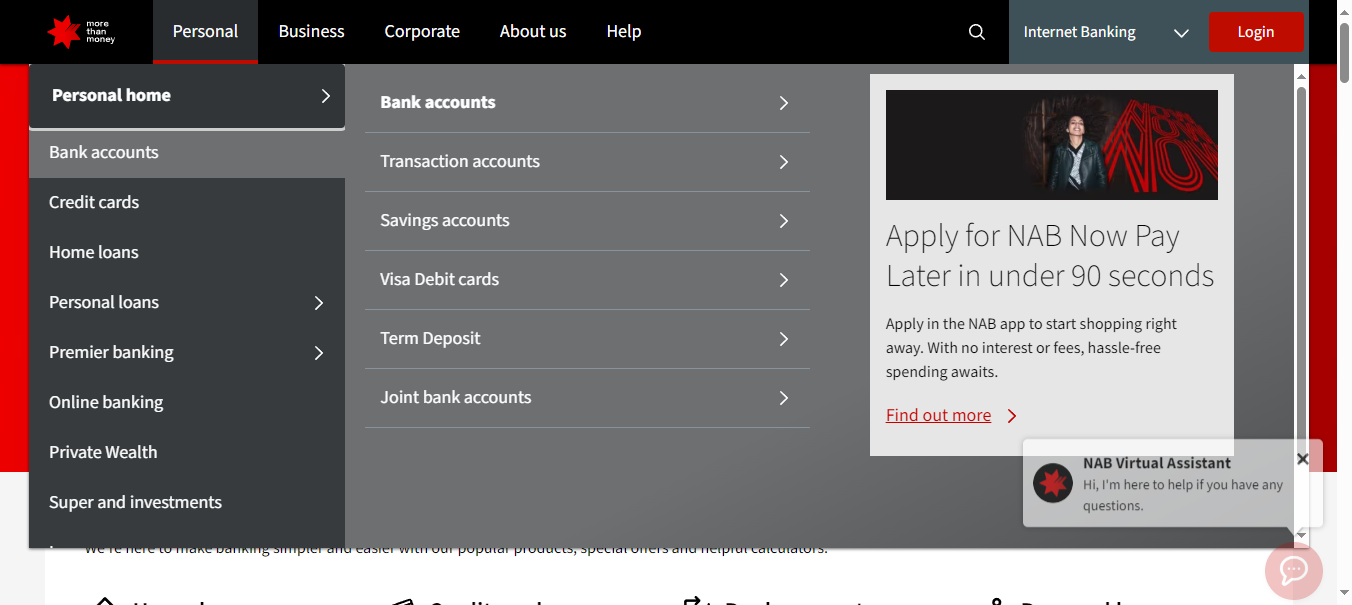 more
than
money
Personal
Business
Corporate
About us
Help
Internet Banking
Login
Personal home
Bank accounts
Credit cards
Home loans
Personal loans
Premier banking
Online banking
Private Wealth
Super and investments
Bank accounts
Transaction accounts
Savings accounts
Visa Debit cards
Term Deposit
Joint bank accounts
NAB
NOW
Apply for NAB Now Pay
Later in under 90 seconds
Apply in the NAB app to start shopping right
away. With no interest or fees, hassle-free
spending awaits.
Find out more
NAB Virtual Assistant
Hi, I'm here to help if you have any
questions.
We're here to make banking simpler and easier with our popular products, special offers and helpful calculators.